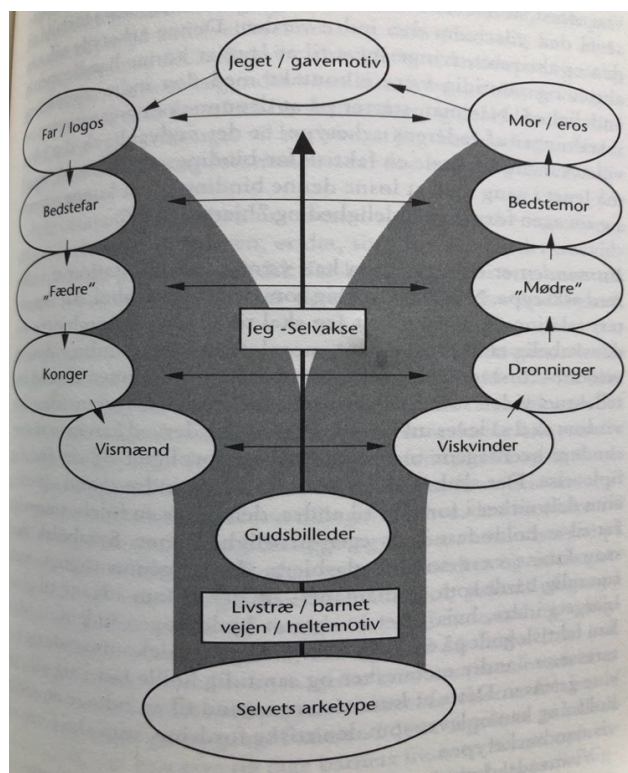 Jeget / gavemotiv
Far / logos
Mor / eros
Bedstefar
Bedstemor
„Fædre“
„Mødre“
Jeg -Selvakse
Konger
Dronninger
Vismænd
Viskvinder
Gudsbilleder
Livstræ / barnet
vejen / heltemotiv
Selvets arketype